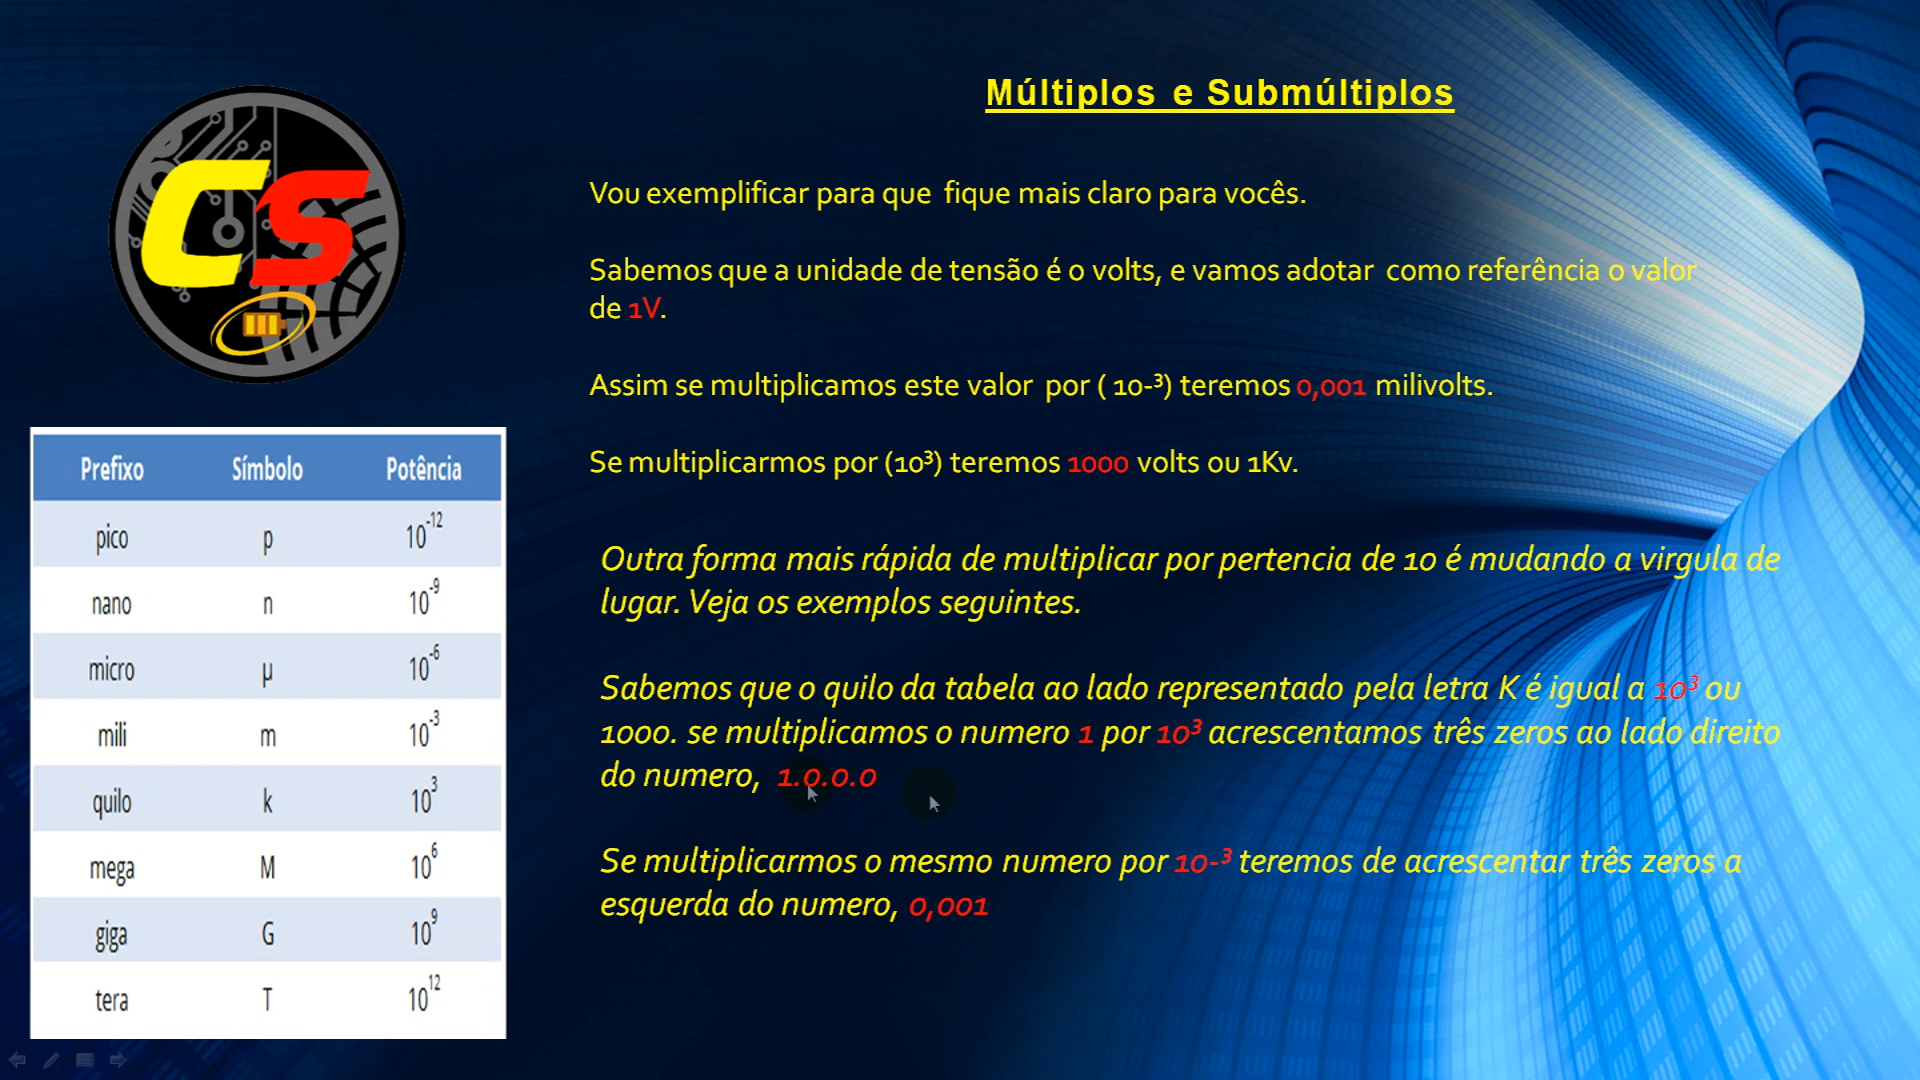 Múltiplos e Submúltiplos
CS
Vou exemplificar para que fique mais claro para vocês.
Sabemos que a unidade de tensão é o volts, e vamos adotar como referência o valor
de 1V.
Assim se multiplicamos este valor por ( 10-³) teremos 0,001 milivolts.
Se multiplicarmos por (10³) teremos 1000 volts ou 1Kv.
Outra forma mais rápida de multiplicar por pertencia de 10 é mudando a virgula de
lugar. Veja os exemplos seguintes.
Sabemos que o quilo da tabela ao lado representado pela letra K é igual a 10³ ou
1000. se multiplicamos o numero 1 por 10³ acrescentamos três zeros ao lado direito
do numero, 1.0.0.0
Se multiplicarmos o mesmo numero por 10-³ teremos de acrescentar três zeros a
esquerda do numero, 0,001
Prefixo Símbolo Potência
pico p 10⁻¹²
nano n 10⁻⁹
micro µ 10⁻⁶
mili m 10⁻³
quilo k 10³
mega M 10⁶
giga G 10⁹
tera T 10¹²